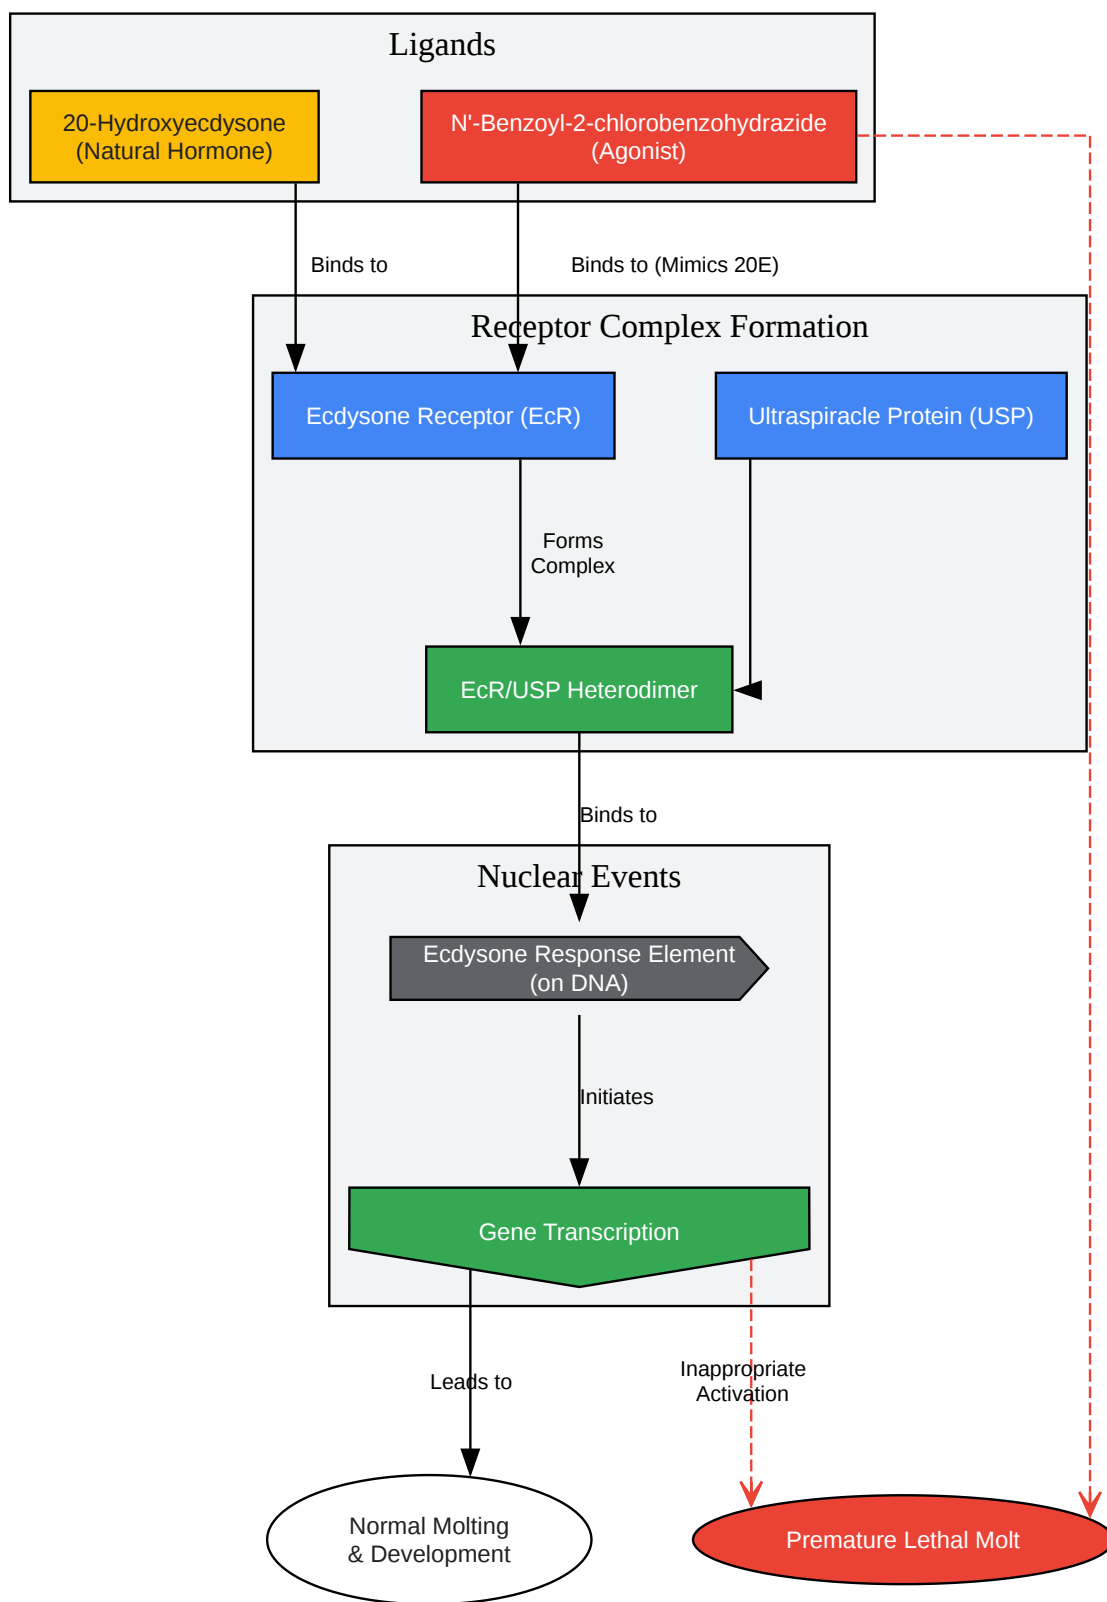 Ligands
20-Hydroxyecdysone
(Natural Hormone)
N'-Benzoyl-2-chlorobenzohydrazide
(Agonist)
Binds to
Binds to (Mimics 20E)
Receptor Complex Formation
Ecdysone Receptor (EcR)
Ultraspiracle Protein (USP)
Forms
Complex
EcR/USP Heterodimer
Binds to
Nuclear Events
Ecdysone Response Element
(on DNA)
Initiates
Gene Transcription
Leads to
Inappropriate
Activation
Normal Molting
& Development
Premature Lethal Molt